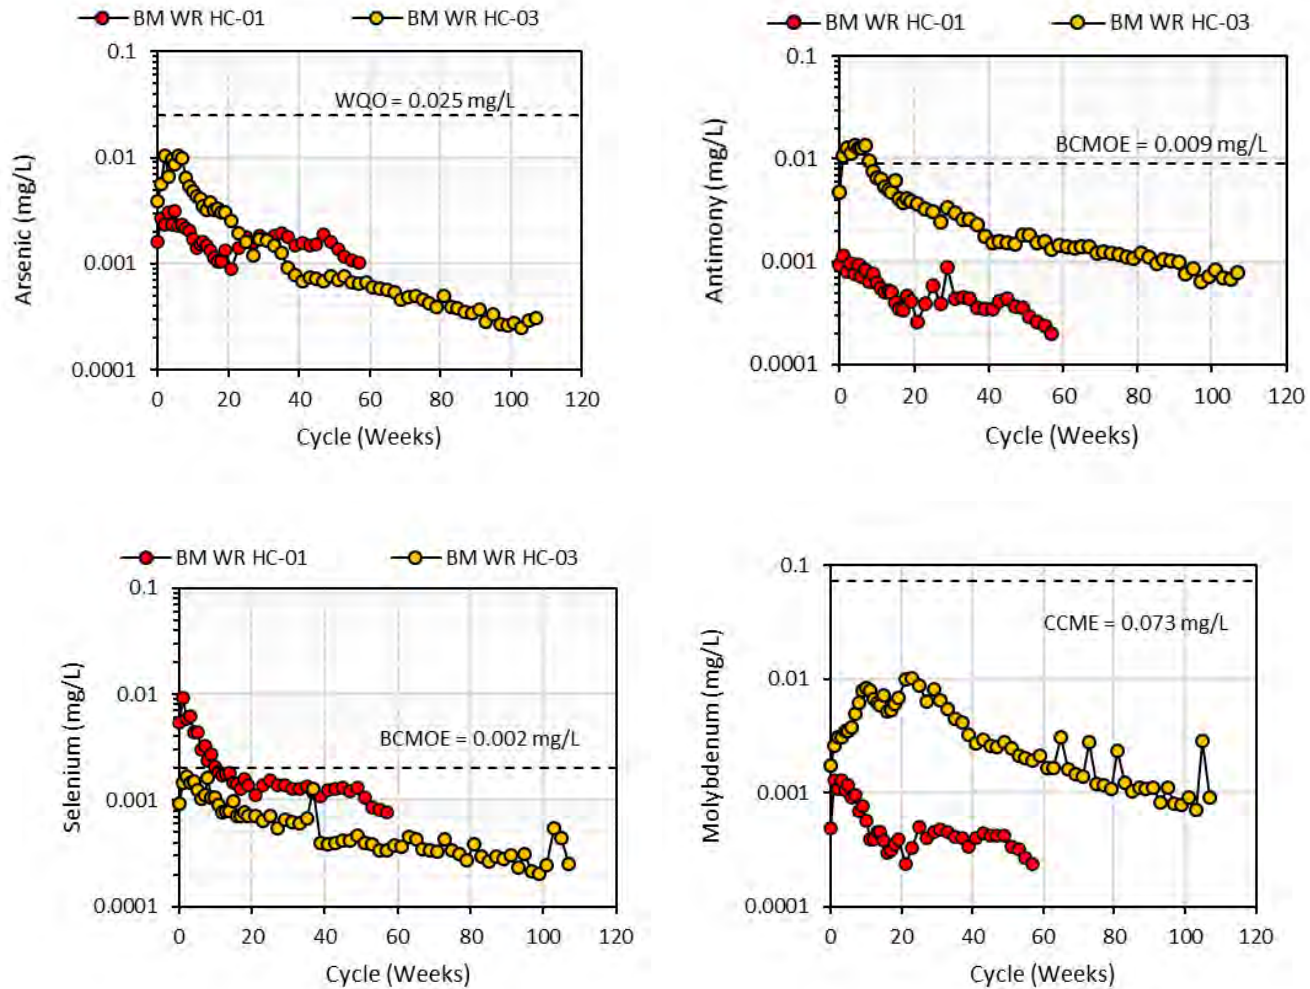 BM WR HC-01 BM WR HC-03
0.1
0.01
0.001
0.0001
WQO = 0.025 mg/L
Arsenic (mg/L)
0 20 40 60 80 100 120
Cycle (Weeks)
BM WR HC-01 BM WR HC-03
0.1
0.01
0.001
0.0001
BCMOE = 0.009 mg/L
Antimony (mg/L)
0 20 40 60 80 100 120
Cycle (Weeks)
BM WR HC-01 BM WR HC-03
0.1
0.01
0.001
0.0001
BCMOE = 0.002 mg/L
Selenium (mg/L)
0 20 40 60 80 100 120
Cycle (Weeks)
0.1
0.01
0.001
0.0001
CCME = 0.073 mg/L
Molybdenum (mg/L)
0 20 40 60 80 100 120
Cycle (Weeks)